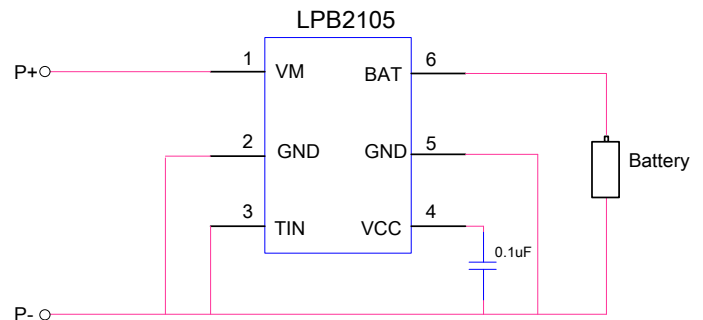 LPB2105
1
6
P+
VM
BAT
2
5
GND
GND
Battery
3
4
TIN
VCC
0.1uF
P-